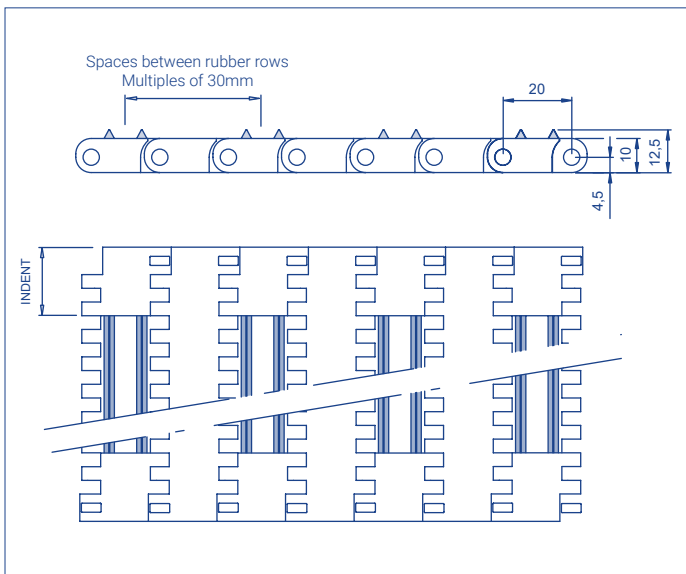 Spaces between rubber rows
Multiples of 30mm
20
10
12,5
4,5
INDENT